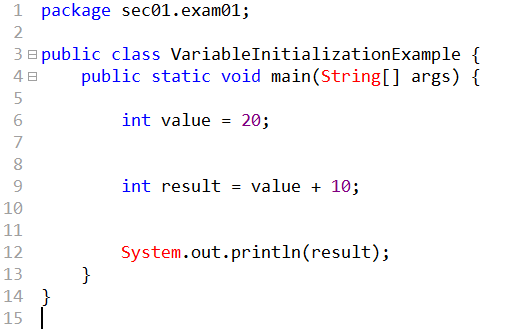 1 package sec01.exam01;
2
3 public class VariableInitializationExample {
4     public static void main(String[] args) {
5
6         int value = 20;
7
8
9         int result = value + 10;
10
11
12         System.out.println(result);
13     }
14 }
15